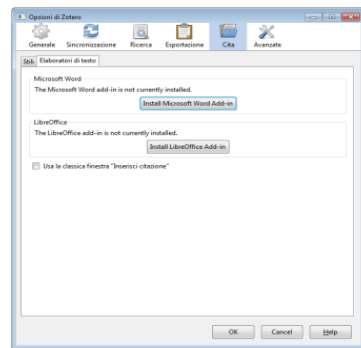 Opzioni di Zotero
Generale Sincronizzazione Ricerca Esportazione Cita Avanzate
Stili Elaboratori di testo
Microsoft Word
The Microsoft Word add-in is not currently installed.
Install Microsoft Word Add-in
LibreOffice
The LibreOffice add-in is not currently installed.
Install LibreOffice Add-in
Usa la classica finestra "Inserisci citazione"
OK Cancel Help